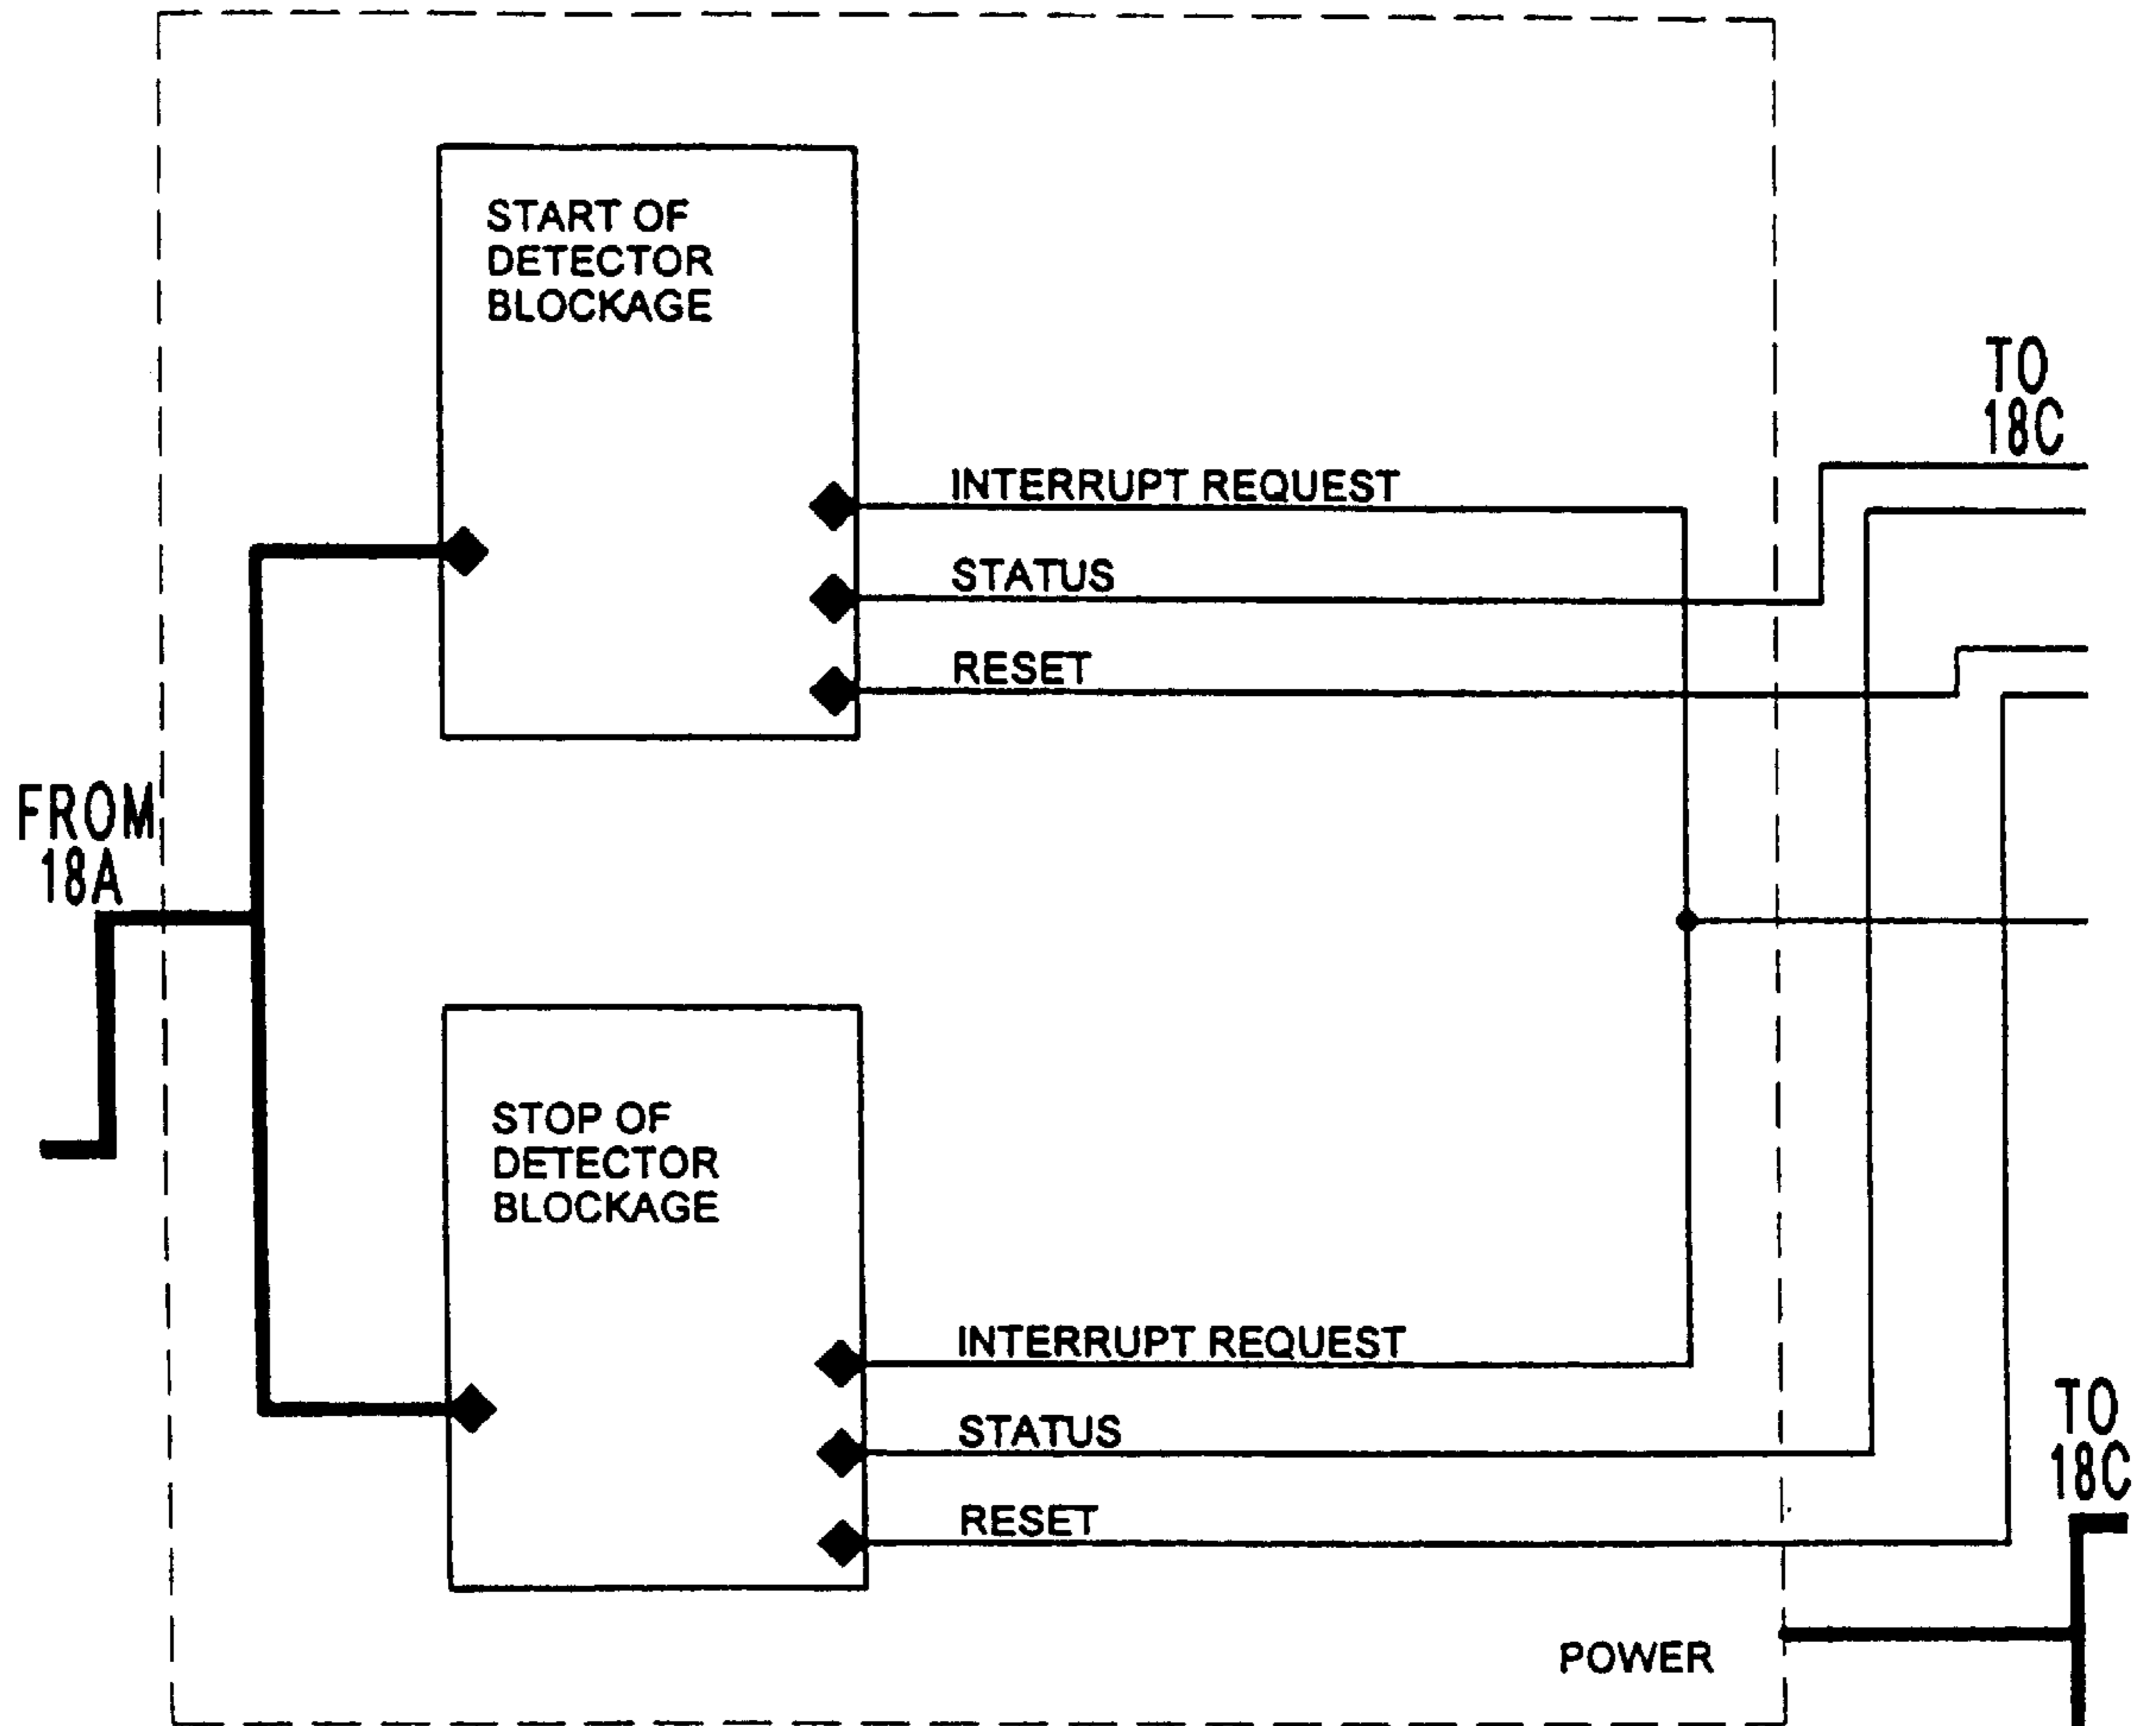 START OF
DETECTOR
BLOCKAGE
TO
18C
INTERRUPT REQUEST
STATUS
RESET
FROM
18A
STOP OF
DETECTOR
BLOCKAGE
INTERRUPT REQUEST
STATUS
RESET
TO
18C
POWER